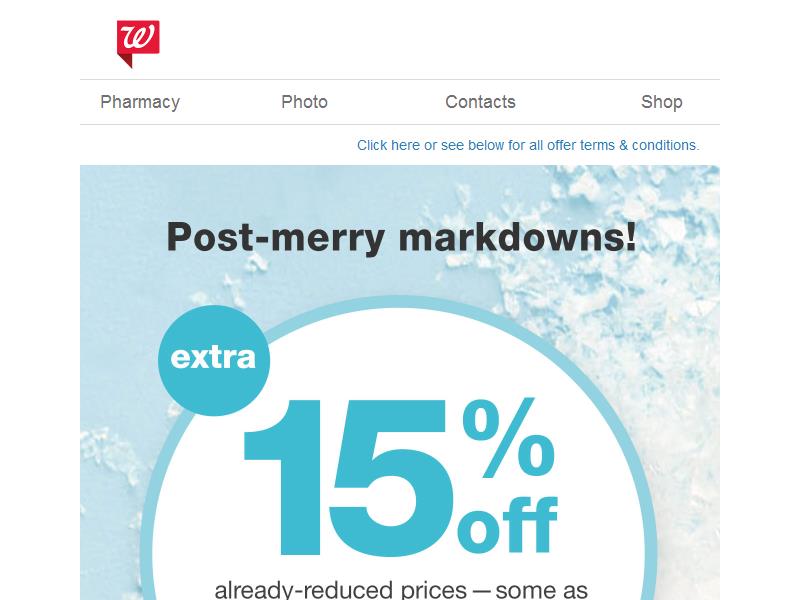 W
Pharmacy Photo Contacts Shop
Click here or see below for all offer terms & conditions.
Post-merry markdowns!
extra
15% off
already-reduced prices — some as